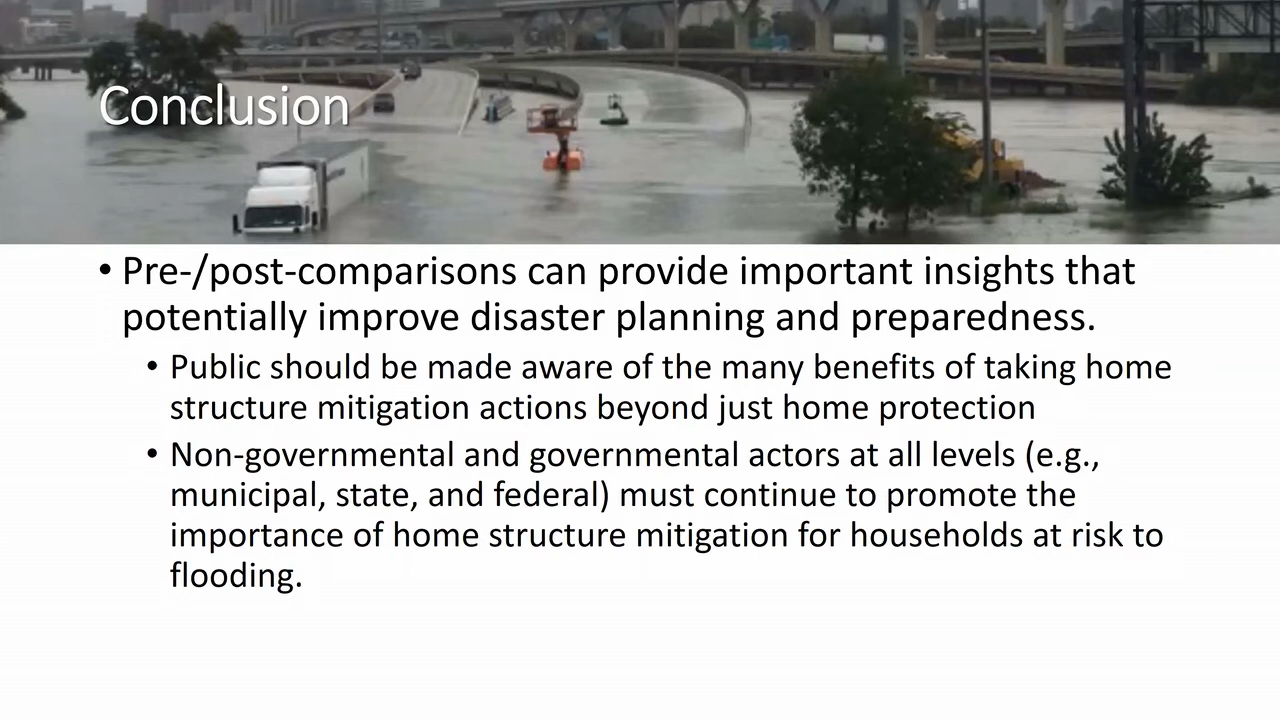 Conclusion
• Pre-/post-comparisons can provide important insights that
potentially improve disaster planning and preparedness.
• Public should be made aware of the many benefits of taking home
structure mitigation actions beyond just home protection
• Non-governmental and governmental actors at all levels (e.g.,
municipal, state, and federal) must continue to promote the
importance of home structure mitigation for households at risk to
flooding.